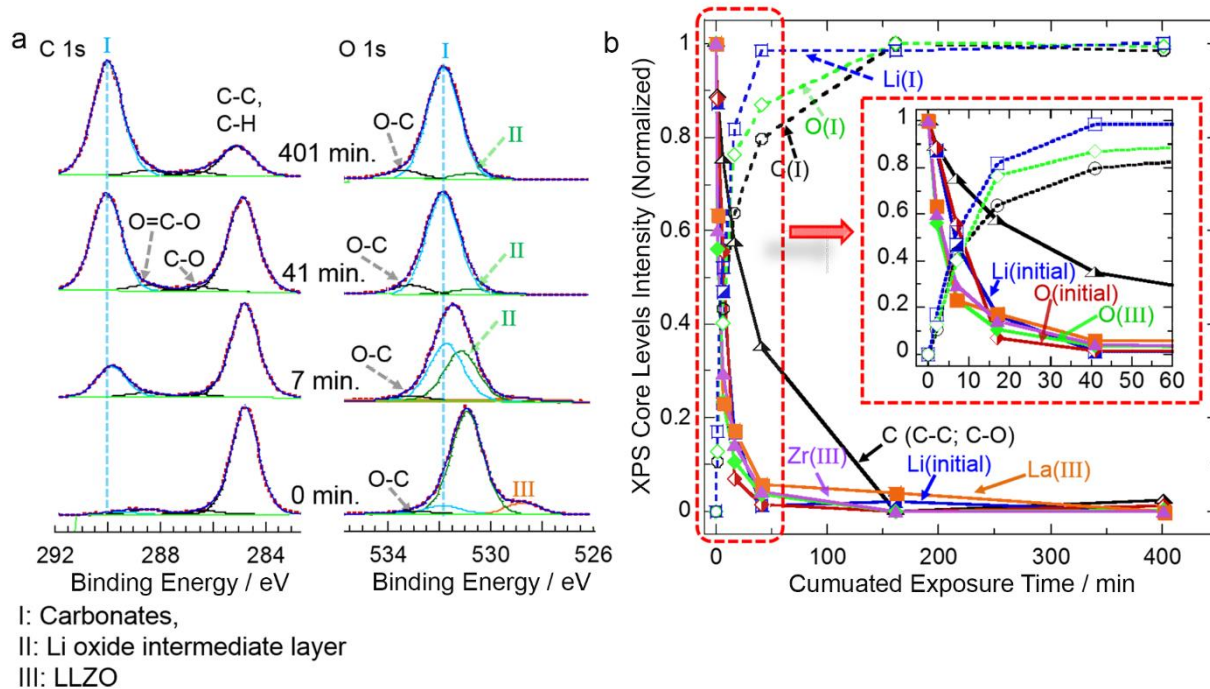 a
C 1s
I
C-C,
C-H
401 min.
O=C-O
C-O
41 min.
7 min.
0 min.
292 288 284
Binding Energy / eV
O 1s
I
O-C
II
O-C
II
O-C
II
O-C
III
534 530 526
Binding Energy / eV
I: Carbonates,
II: Li oxide intermediate layer
III: LLZO
b
XPS Core Levels Intensity (Normalized)
1
0.8
0.6
0.4
0.2
0
Li(I)
O(I)
C(I)
C (C-C; C-O)
Zr(III)
Li(initial)
La(III)
0 100 200 300 400
Cumuated Exposure Time / min
1
0.8
0.6
0.4
0.2
0
Li(initial)
O(initial)
O(III)
0 10 20 30 40 50 60